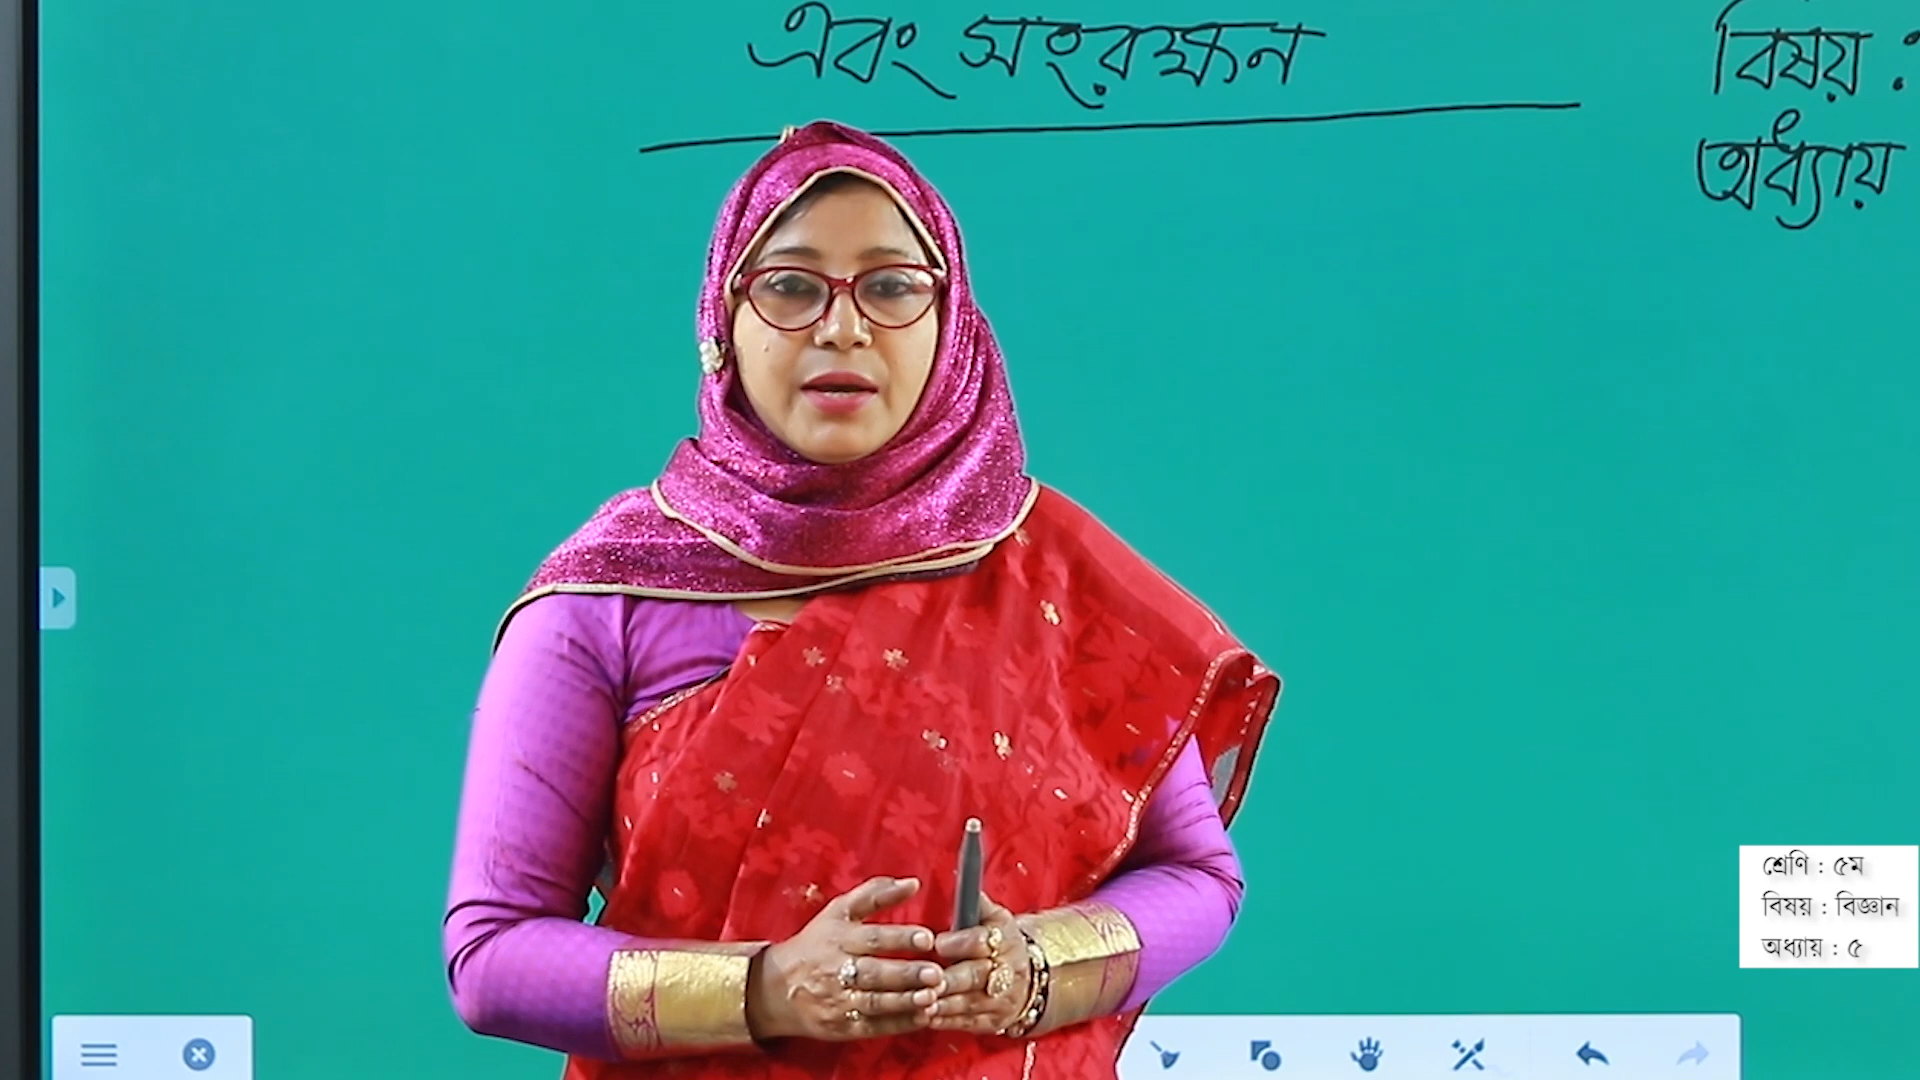 এবং সংরক্ষন
বিষয় :
অধ্যায়
শ্রেণি : ৫ম
বিষয় : বিজ্ঞান
অধ্যায় : ৫